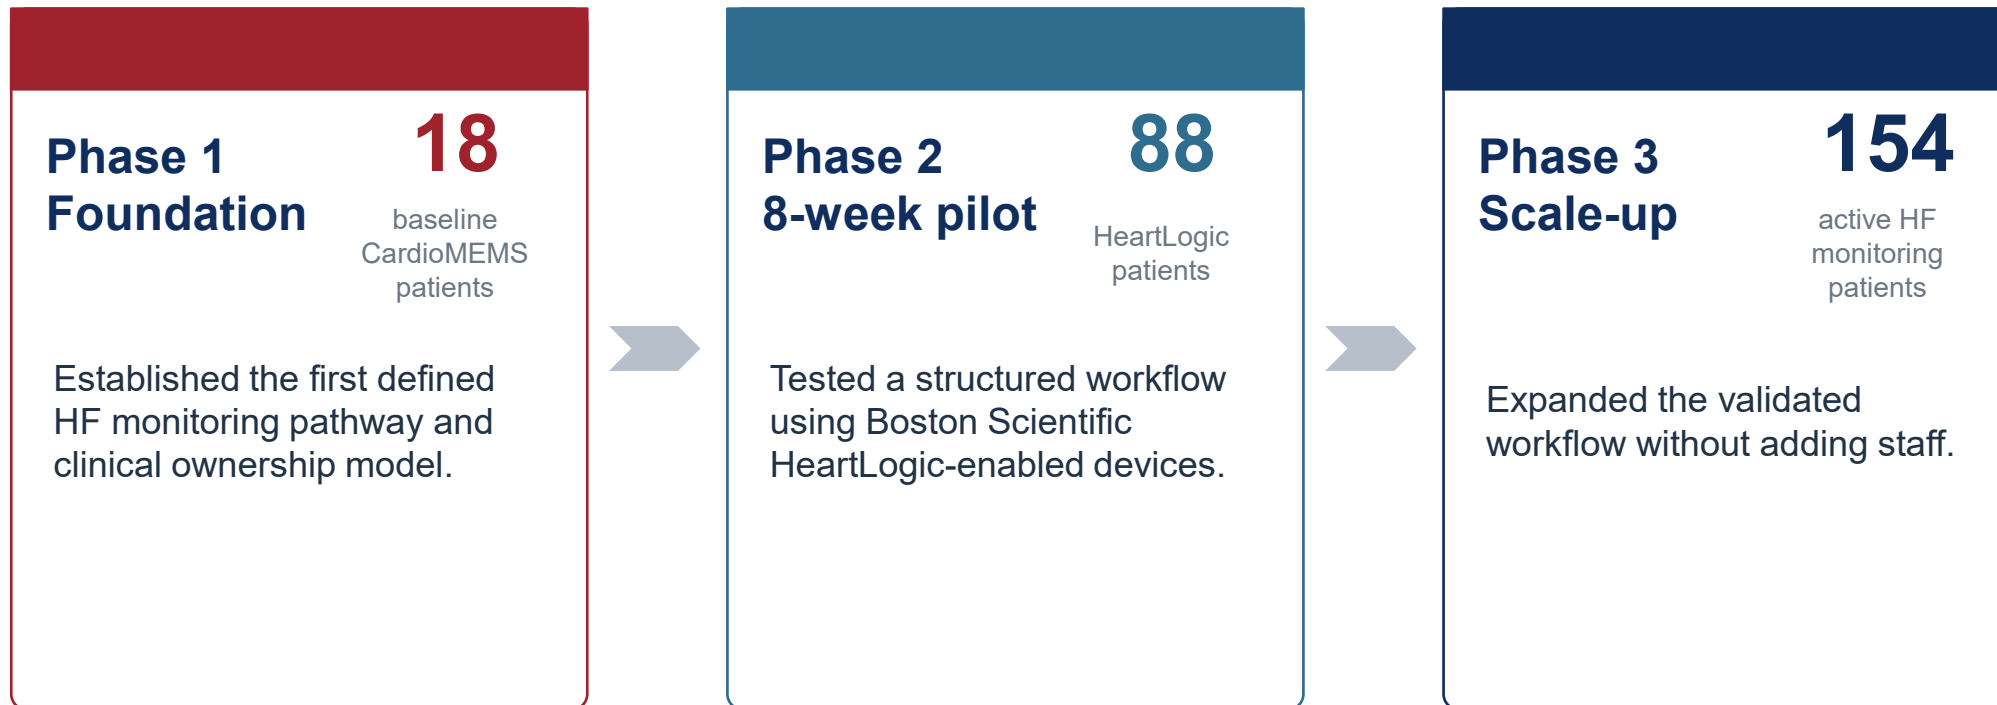 Phase 1
Foundation
18
baseline
CardioMEMS
patients
Established the first defined
HF monitoring pathway and
clinical ownership model.
Phase 2
8-week pilot
88
HeartLogic
patients
Tested a structured workflow
using Boston Scientific
HeartLogic-enabled devices.
Phase 3
Scale-up
154
active HF
monitoring
patients
Expanded the validated
workflow without adding staff.